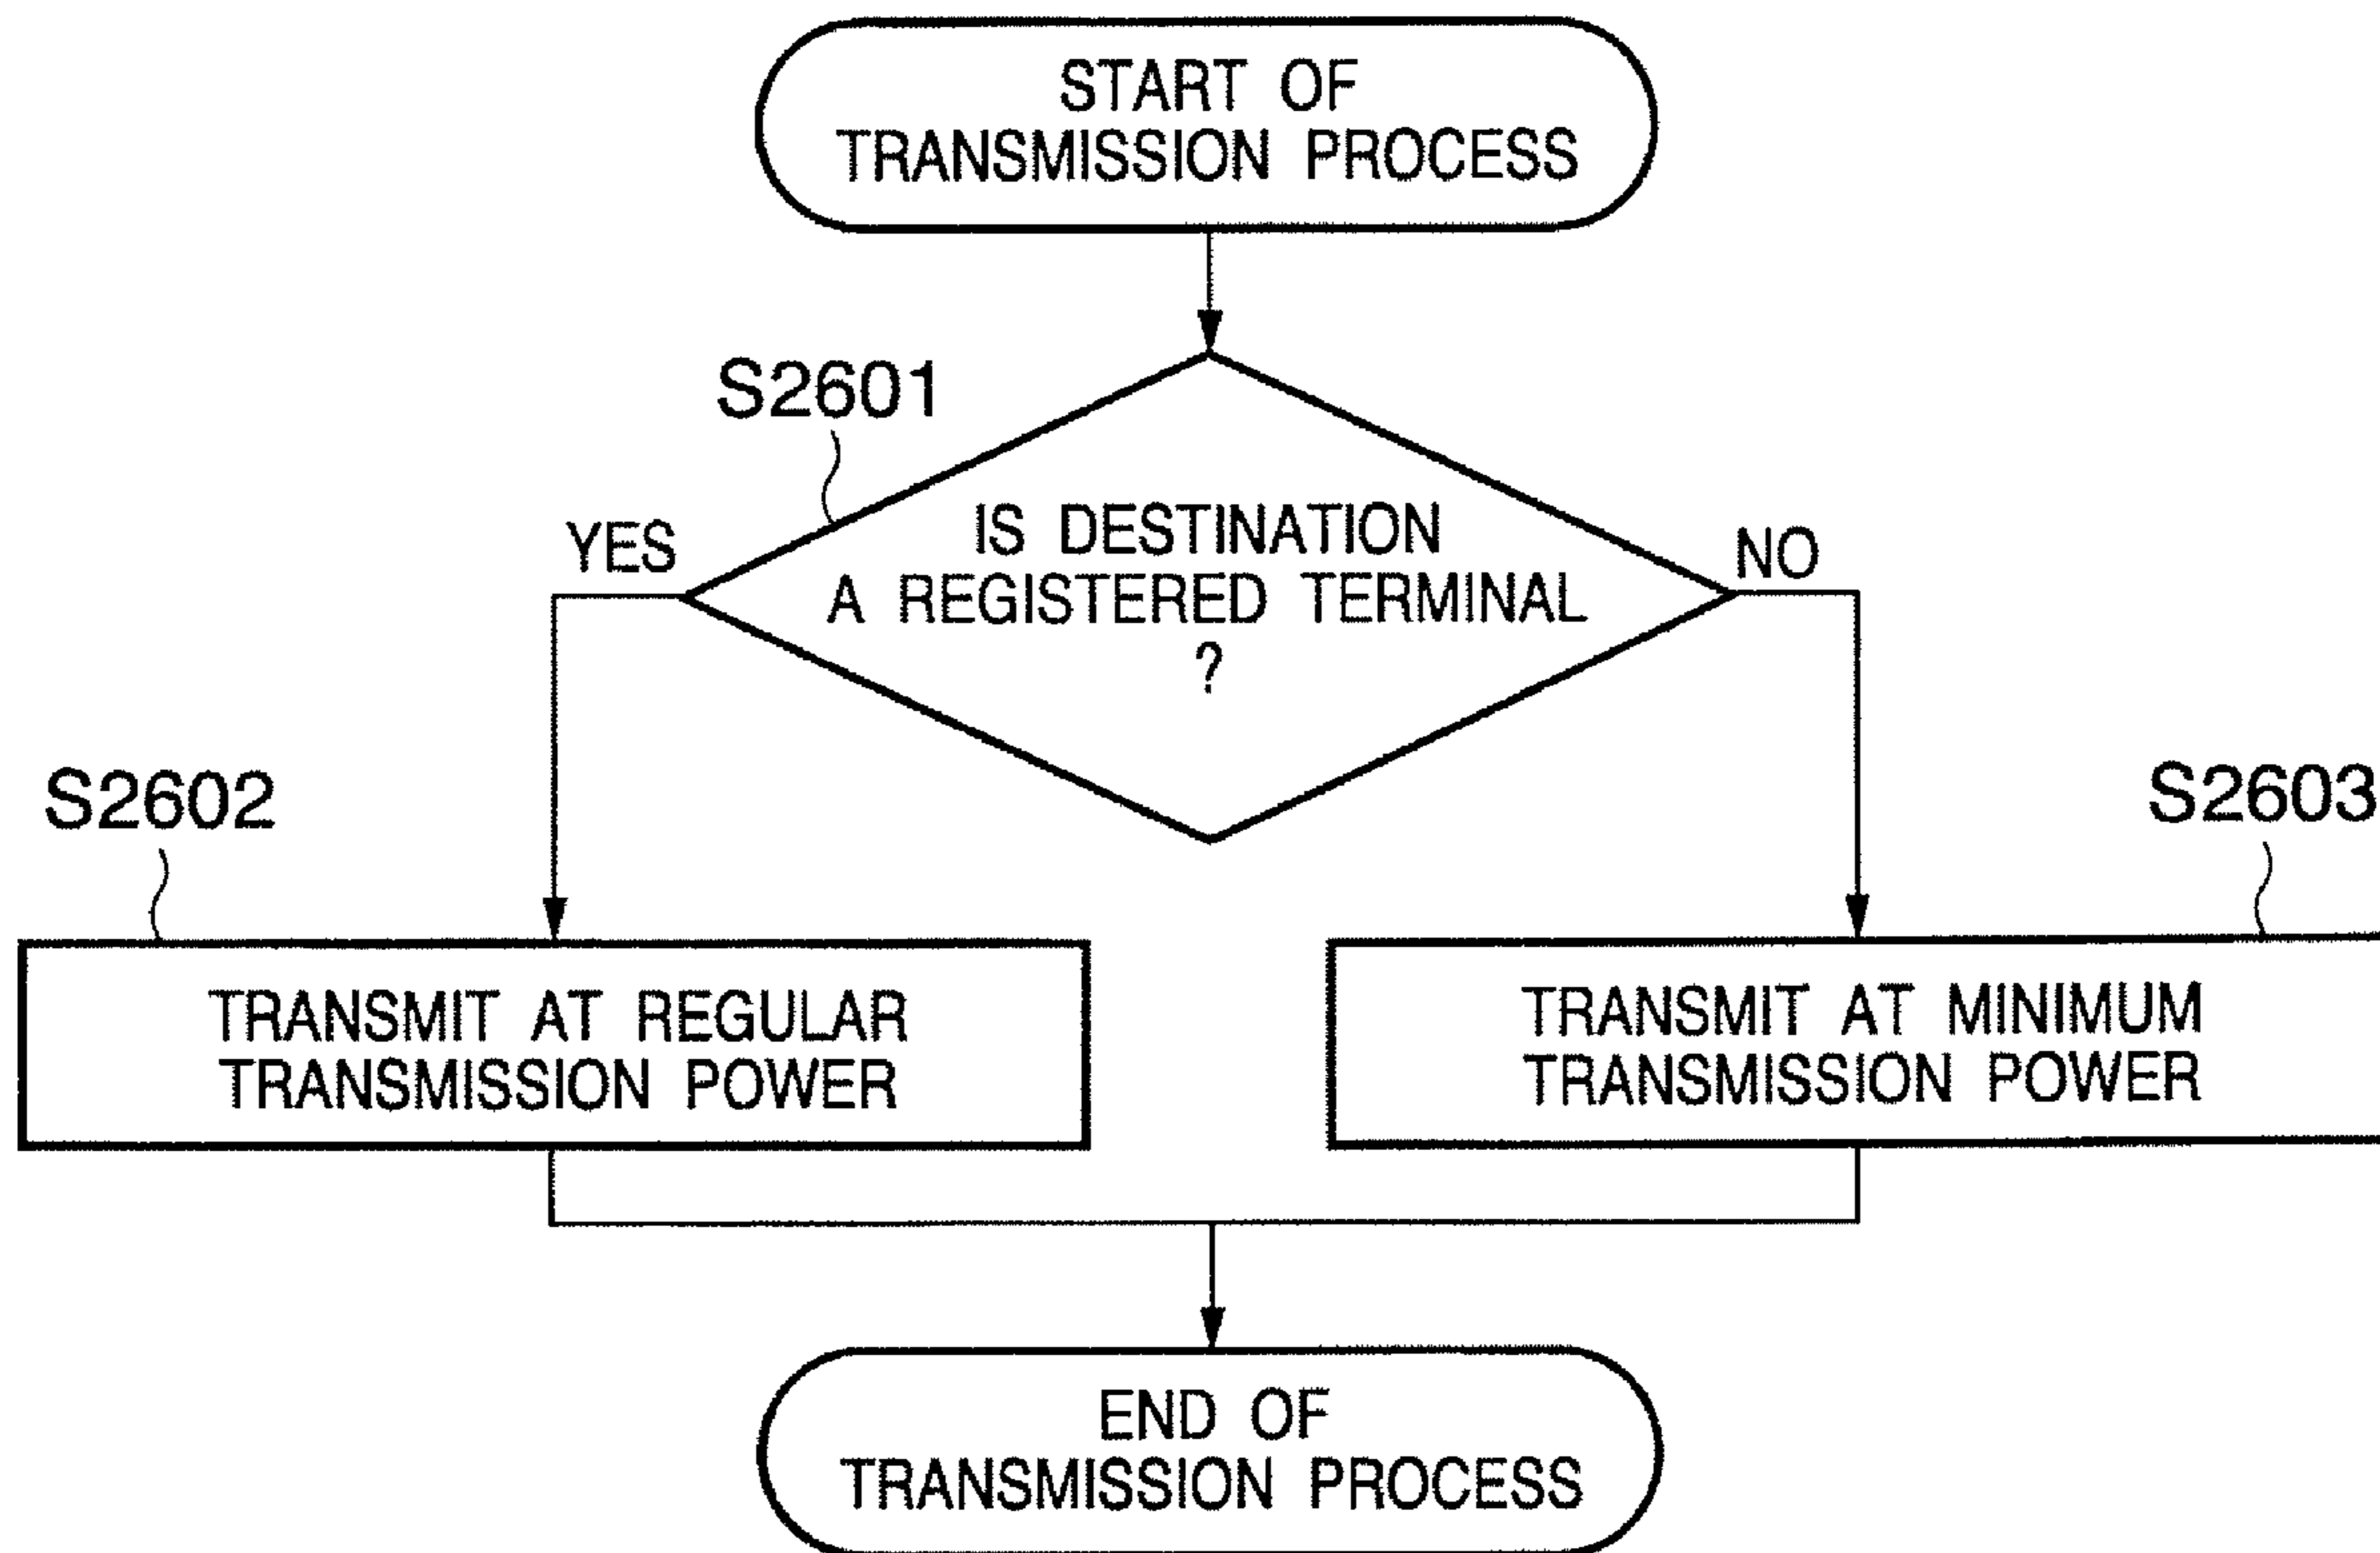 START OF
TRANSMISSION PROCESS
S2601
YES
IS DESTINATION
A REGISTERED TERMINAL
?
NO
S2602
S2603
TRANSMIT AT REGULAR
TRANSMISSION POWER
TRANSMIT AT MINIMUM
TRANSMISSION POWER
END OF
TRANSMISSION PROCESS